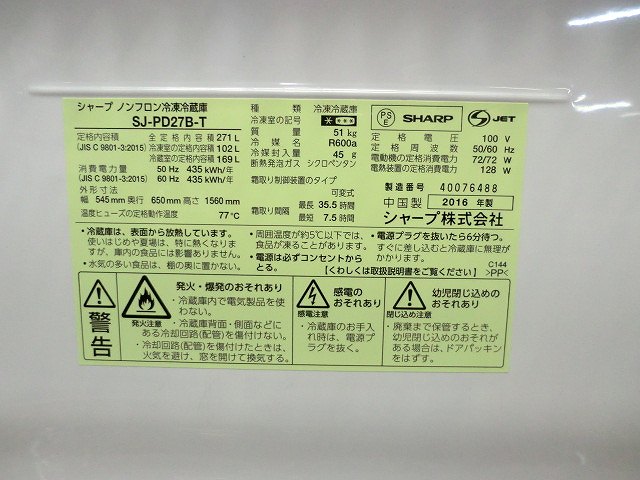 シャープ ノンフロン冷凍冷蔵庫
SJ-PD27B-T
定格内容積 全定格内容積 271 L
(JIS C 9801-3:2015) 冷凍室の定格内容積 102 L
冷蔵室の定格内容積 169 L
消費電力量 50 Hz 435 kWh/年
(JIS C 9801-3:2015) 60 Hz 435 kWh/年
外形寸法
幅 545 mm 奥行 650 mm 高さ 1560 mm
温度ヒューズの定格動作温度 77℃
種類 冷凍冷蔵庫
冷凍室の記号
質量 51 kg
冷媒 R600a
冷媒封入量 45 g
断熱発泡ガス シクロペンタン
霜取り制御装置のタイプ
可変式
霜取り間隔 最長 35.5 時間
最短 7.5 時間
PS
E
SHARP
JET
定格電圧 100 V
定格周波数 50/60 Hz
電動機の定格消費電力 72/72 W
電熱装置の定格消費電力 128 W
製造番号 40076488
中国製 2016 年製
シャープ株式会社
・冷蔵庫は、表面から放熱しています。
使いはじめや夏場は、特に熱くなりますが、
庫内の食品には影響ありません。
・水気の多い食品は、棚の奥に置かない。
・周囲温度が約5℃以下では、
食品が凍ることがあります。
・電源は必ずコンセントから
とる。
・電源プラグを抜いたら6分待つ。
すぐに差し込むと冷蔵庫に無理が
かかります。
【くわしくは取扱説明書をご覧ください】
C144
>PP<
警告
発火・爆発のおそれあり
発火注意
・冷蔵庫内で電気製品を使
わない。
・冷蔵庫背面・側面などに
ある冷却回路(配管)を傷付けない。
・冷却回路(配管)を傷付けたときは、
火気を避け、窓を開けて換気する。
感電の
おそれあり
感電注意
・冷蔵庫のお手入
れ時は、電源プ
ラグを抜く。
幼児閉じ込めの
おそれあり
閉じ込め注意
・廃棄まで保管するとき、
幼児閉じ込めのおそれが
ある場合は、ドアパッキン
をはずす。